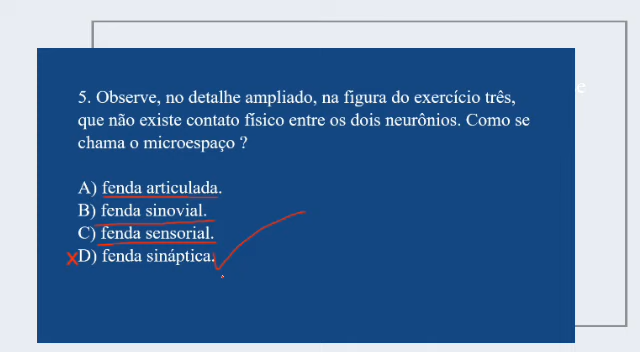 5. Observe, no detalhe ampliado, na figura do exercício três,
que não existe contato físico entre os dois neurônios. Como se
chama o microespaço ?
A) fenda articulada.
B) fenda sinovial.
C) fenda sensorial.
X D) fenda sináptica.